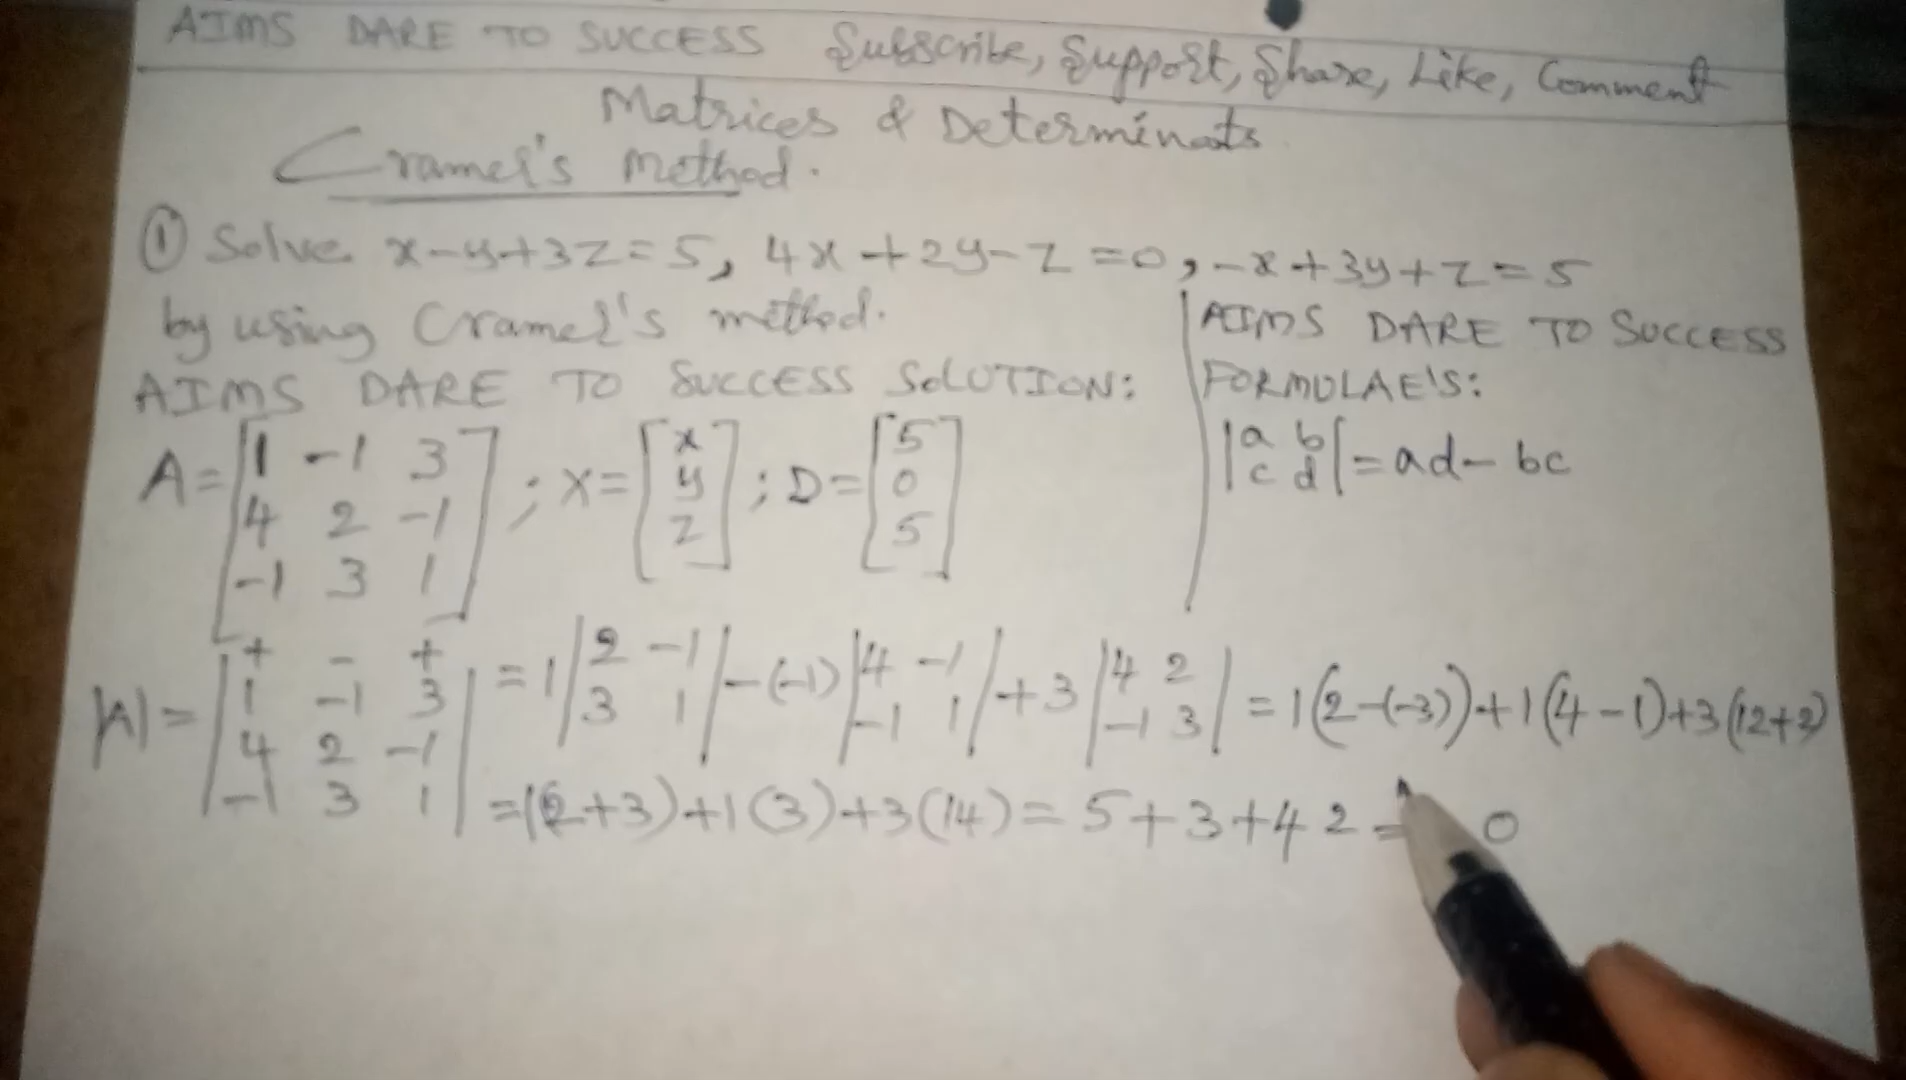 AIMS DARE TO SUCCESS Subscribe, Support, Share, Like, Comment
Matrices & Determinats
Cramer's Method.
① Solve x-y+3z=5, 4x+2y-z=0, -x+3y+z=5
by using Cramer's method.
AIMS DARE TO SUCCESS
AIMS DARE TO SUCCESS SOLUTION:
FORMULAE'S:
A=[1 -1 3
4 2 -1
-1 3 1]; X=[x
y
z]; D=[5
0
5]
|a b
c d|=ad-bc
+ - +
|A|=|1 -1 3
4 2 -1
-1 3 1|
=1|2 -1
3 1|-(-1)|4 -1
-1 1|+3|4 2
-1 3|=1(2-(-3))+1(4-1)+3(12+2)
=1(2+3)+1(3)+3(14)=5+3+42= 0